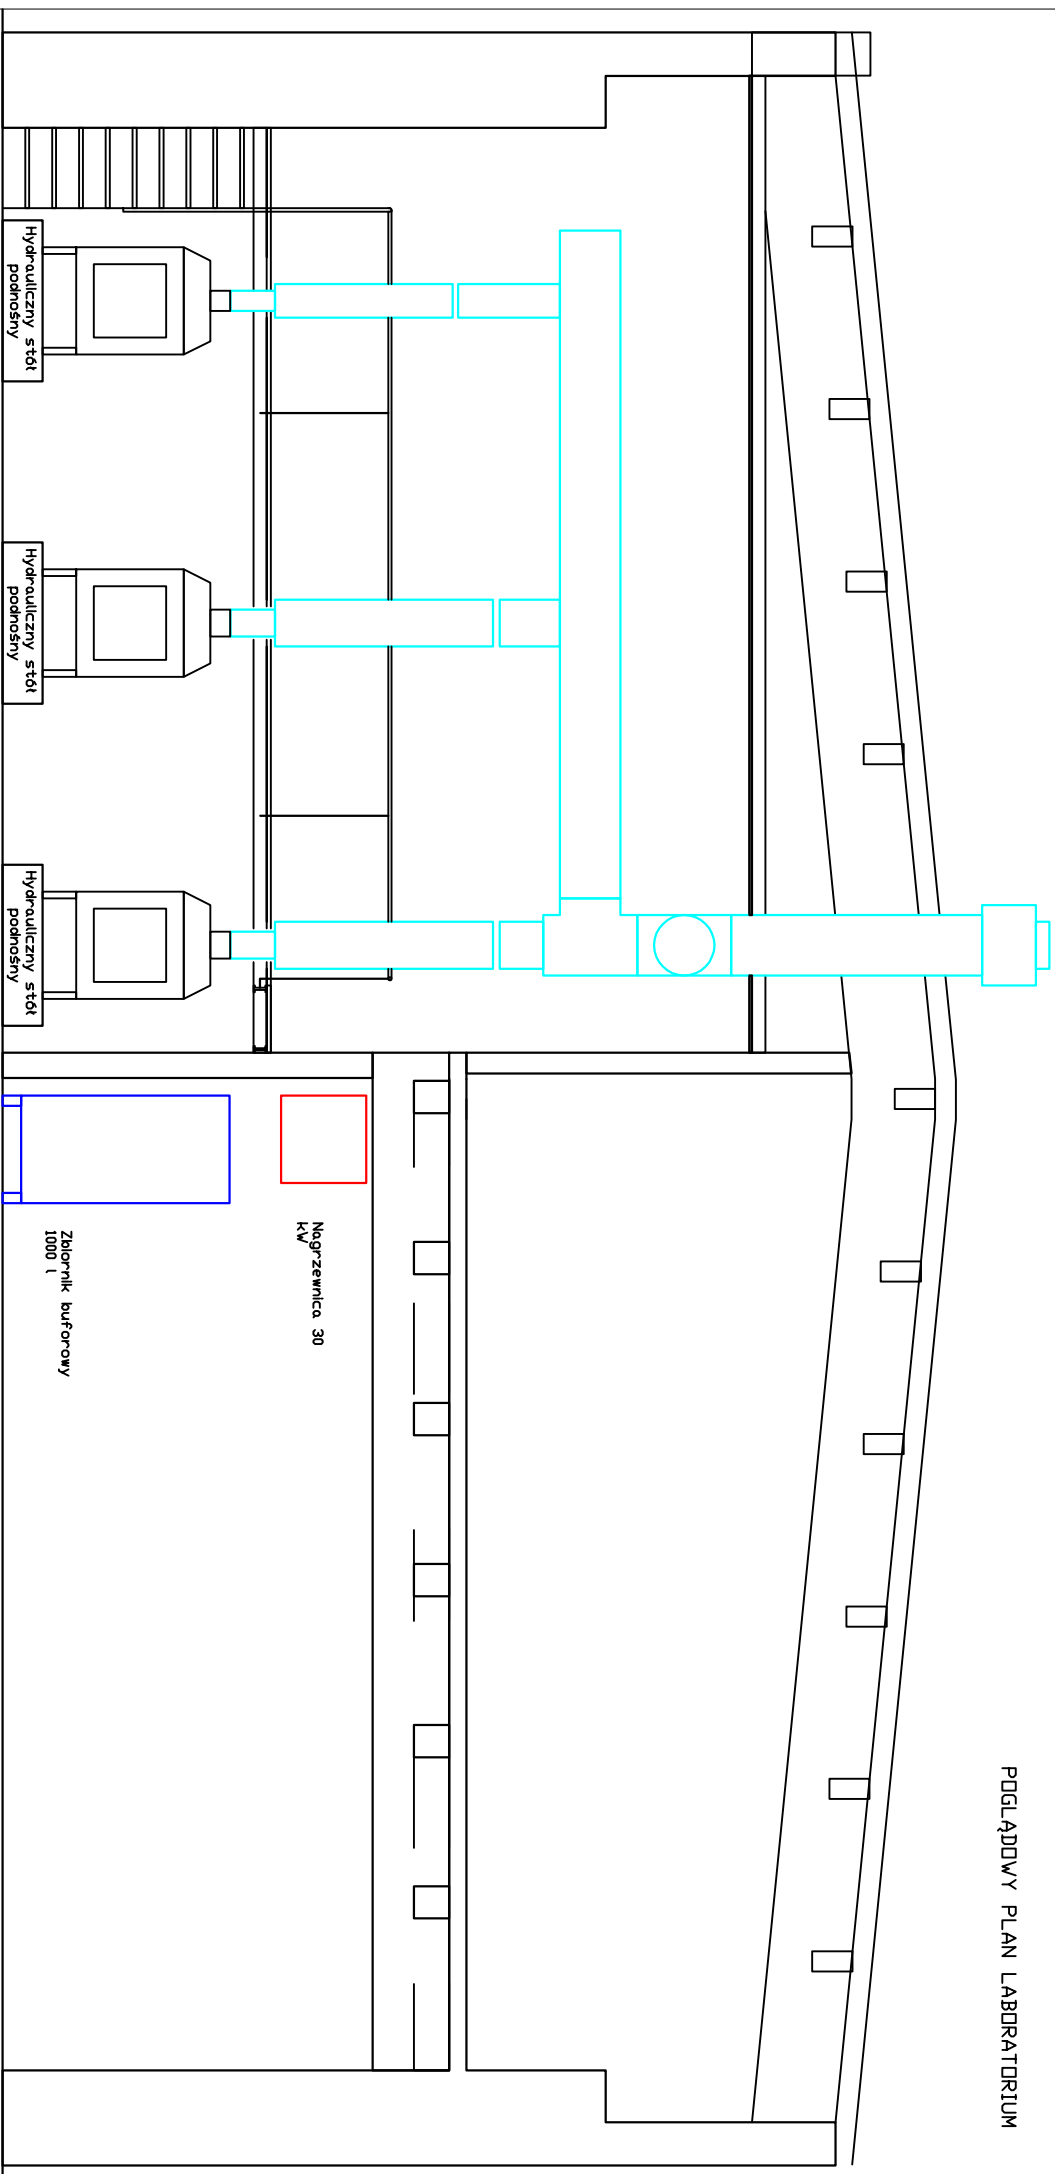 POGLĄDOWY PLAN LABORATORIUM
Hydrauliczny stół
podnośny
Hydrauliczny stół
podnośny
Hydrauliczny stół
podnośny
Nagrzewnica 30
kW
Zbiornik buforowy
1000 l